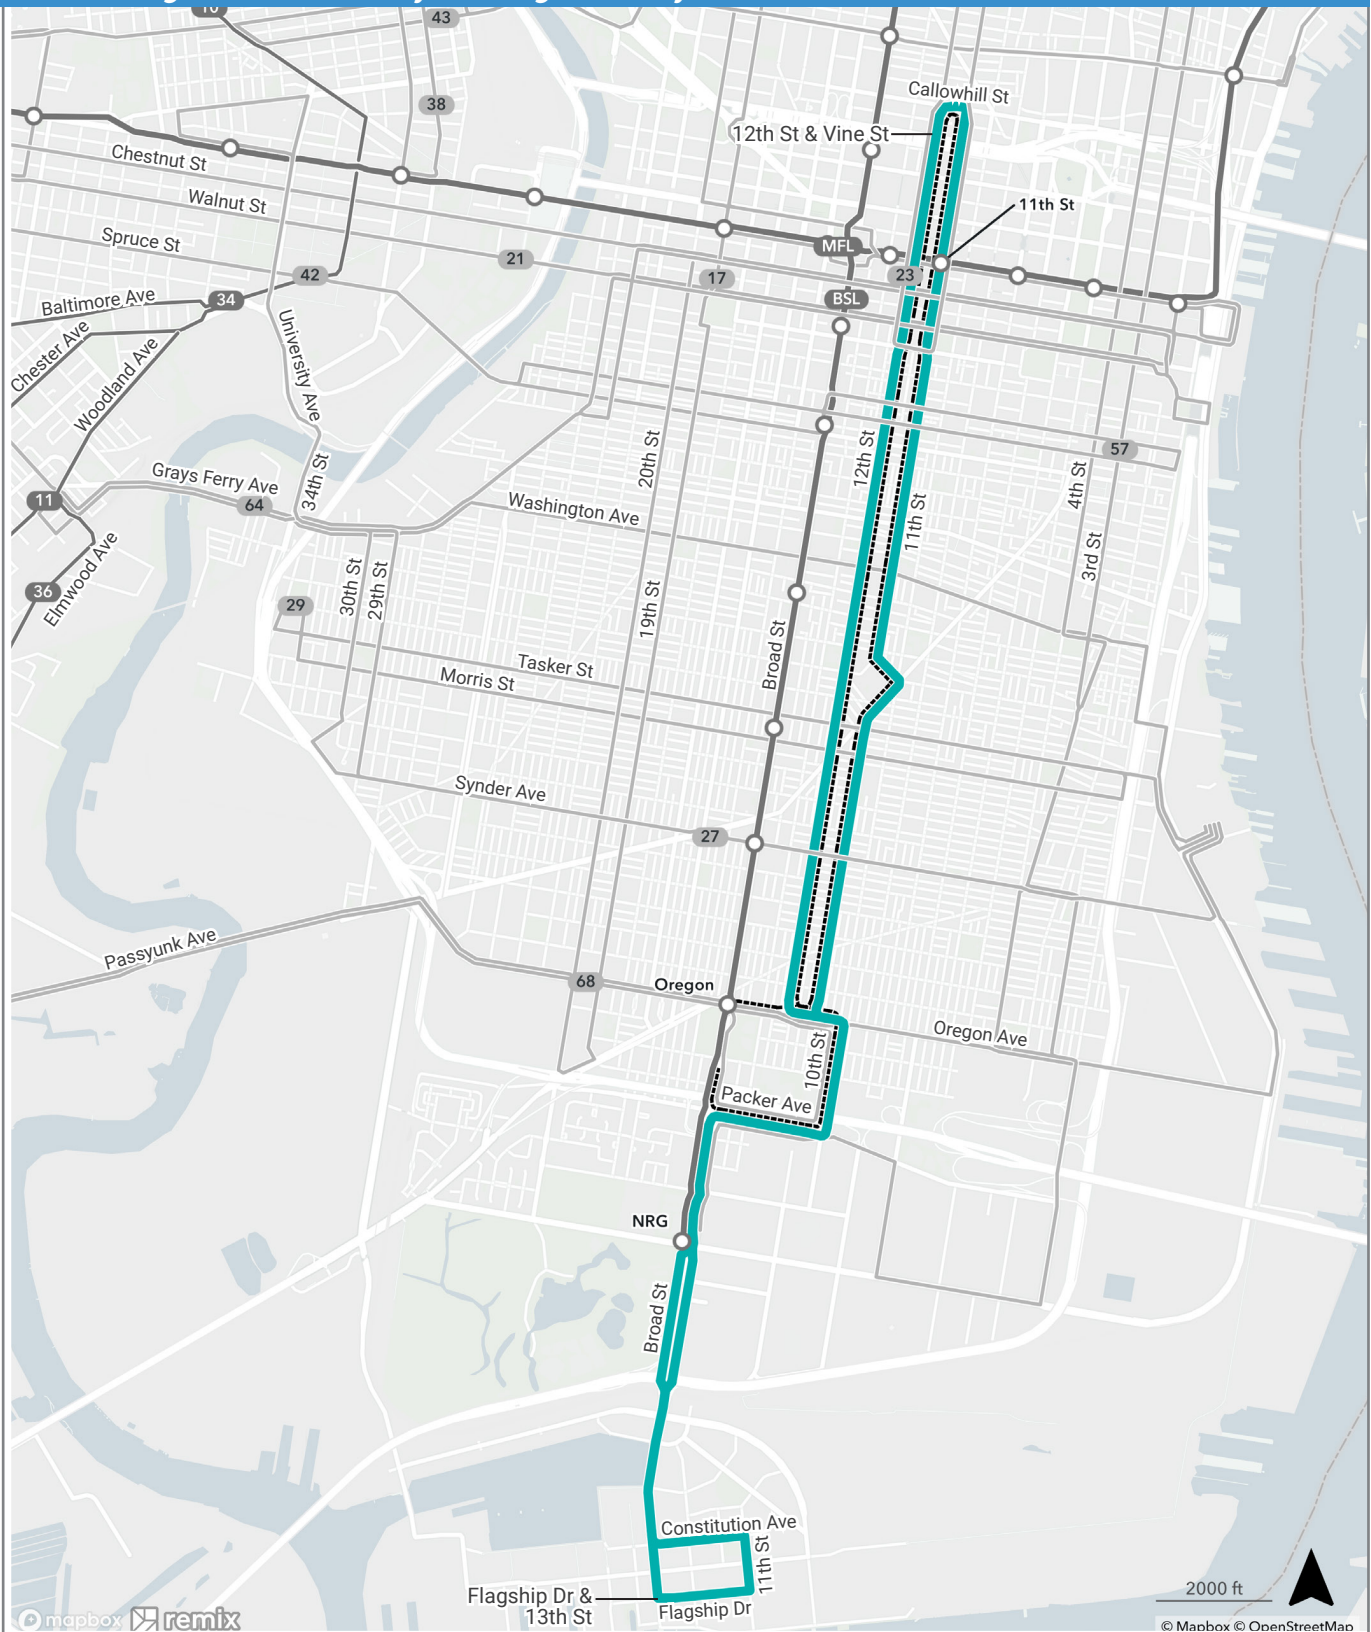 43
38
Callowhill St
12th St & Vine St
Chestnut St
Walnut St
11th St
Spruce St
MFL
21
42
17
23
Baltimore Ave
34
BSL
Chester Ave
University Ave
Woodland Ave
12th St
20th St
57
Grays Ferry Ave
34th St
4th St
11
64
Washington Ave
11th St
3rd St
Elmwood Ave
30th St
29th St
36
29
19th St
Broad St
Tasker St
Morris St
Synder Ave
27
Passyunk Ave
68
Oregon
Oregon Ave
10th St
Packer Ave
NRG
Broad St
Constitution Ave
11th St
Flagship Dr &
13th St
Flagship Dr
2000 ft
mapbox remix
© Mapbox © OpenStreetMap